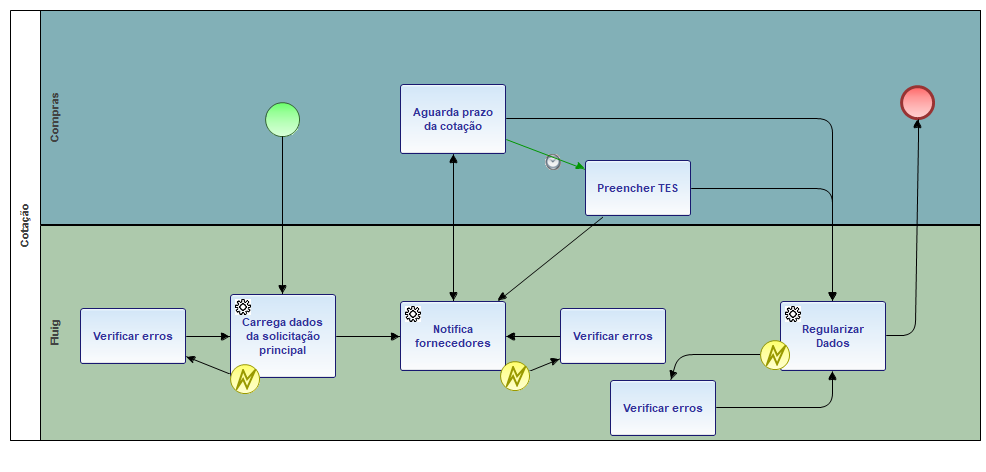 Cotação
Compras
Aguarda prazo
da cotação
Preencher TES
Fluig
Verificar erros
Carrega dados
da solicitação
principal
Notifica
fornecedores
Verificar erros
Regularizar
Dados
Verificar erros